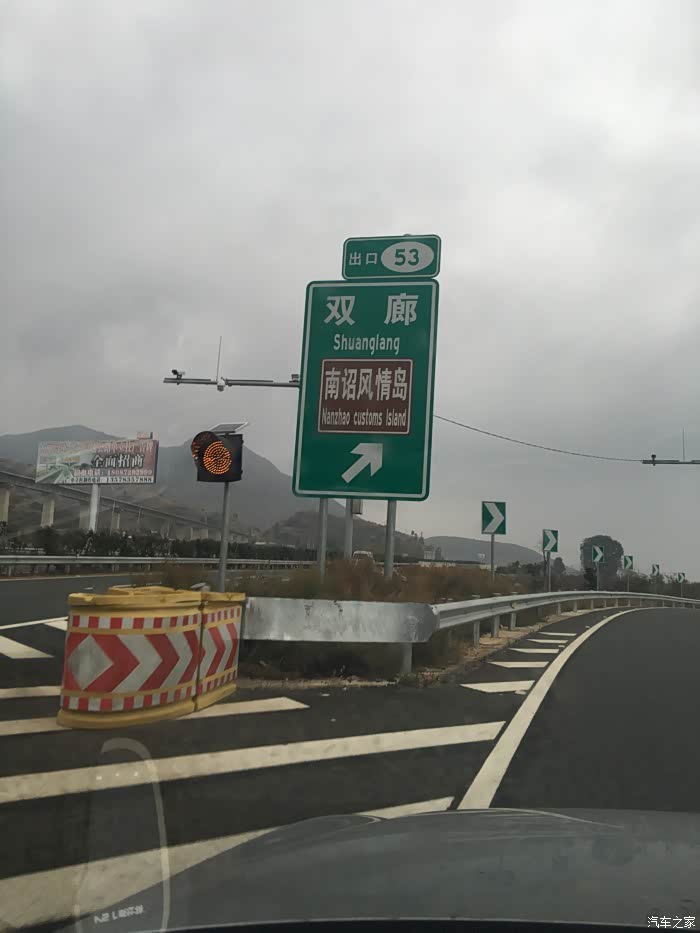 出口 53
双廊
Shuanglang
南诏风情岛
Nanzhao customs Island
全面招商
汽车之家